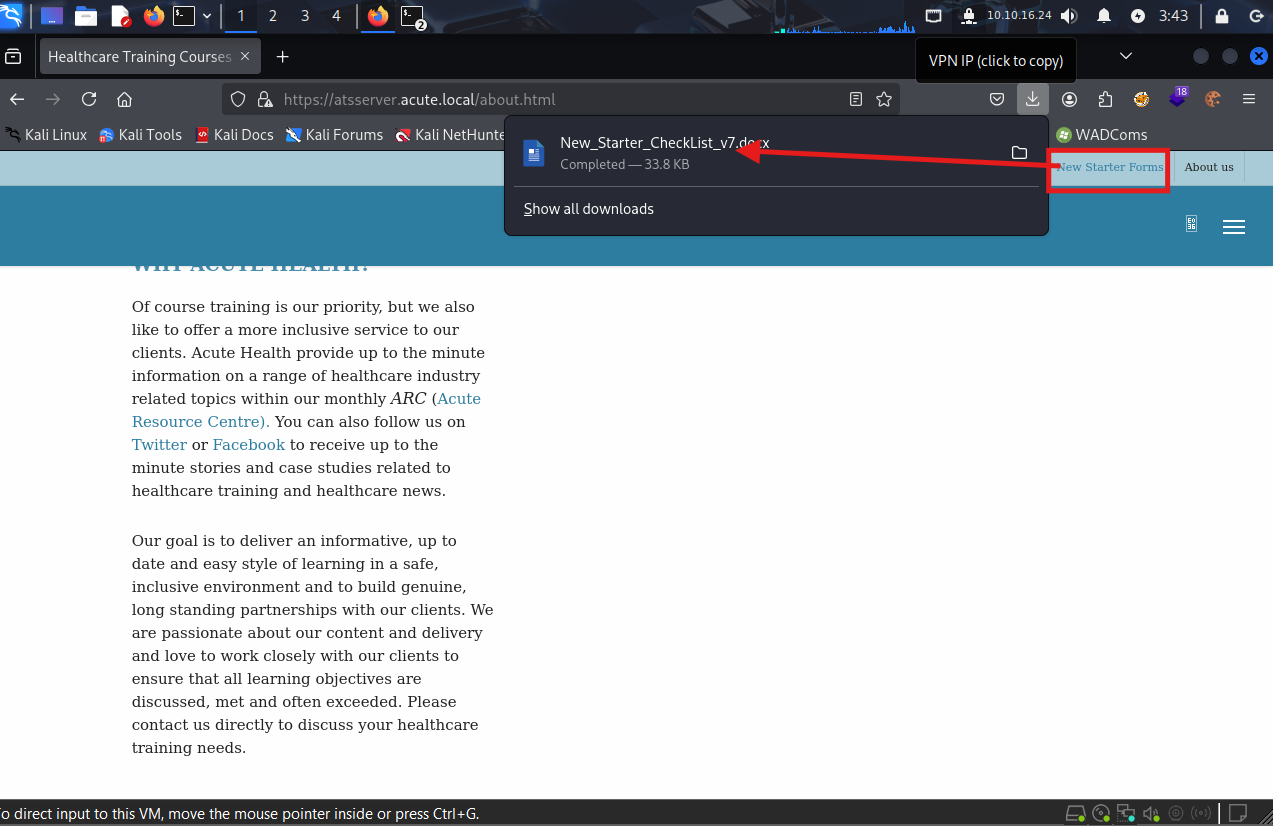 1 2 3 4 2 10.10.16.24 3:43
Healthcare Training Courses
VPN IP (click to copy)
https://atsserver.acute.local/about.html
18
Kali Linux Kali Tools Kali Docs Kali Forums Kali NetHunte WADComs
New_Starter_CheckList_v7.docx
Completed — 33.8 KB
Show all downloads
New Starter Forms About us
WHY ACUTE HEALTH?
Of course training is our priority, but we also
like to offer a more inclusive service to our
clients. Acute Health provide up to the minute
information on a range of healthcare industry
related topics within our monthly ARC (Acute
Resource Centre). You can also follow us on
Twitter or Facebook to receive up to the
minute stories and case studies related to
healthcare training and healthcare news.
Our goal is to deliver an informative, up to
date and easy style of learning in a safe,
inclusive environment and to build genuine,
long standing partnerships with our clients. We
are passionate about our content and delivery
and love to work closely with our clients to
ensure that all learning objectives are
discussed, met and often exceeded. Please
contact us directly to discuss your healthcare
training needs.
o direct input to this VM, move the mouse pointer inside or press Ctrl+G.